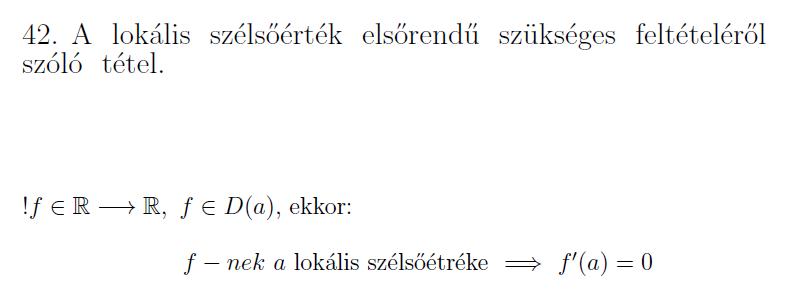 42. A lokális szélsőérték elsőrendű szükséges feltételéről
szóló tétel.
!f ∈ ℝ ⟶ ℝ, f ∈ D(a), ekkor:
f − nek a lokális szélsőétréke ⟹ f′(a) = 0